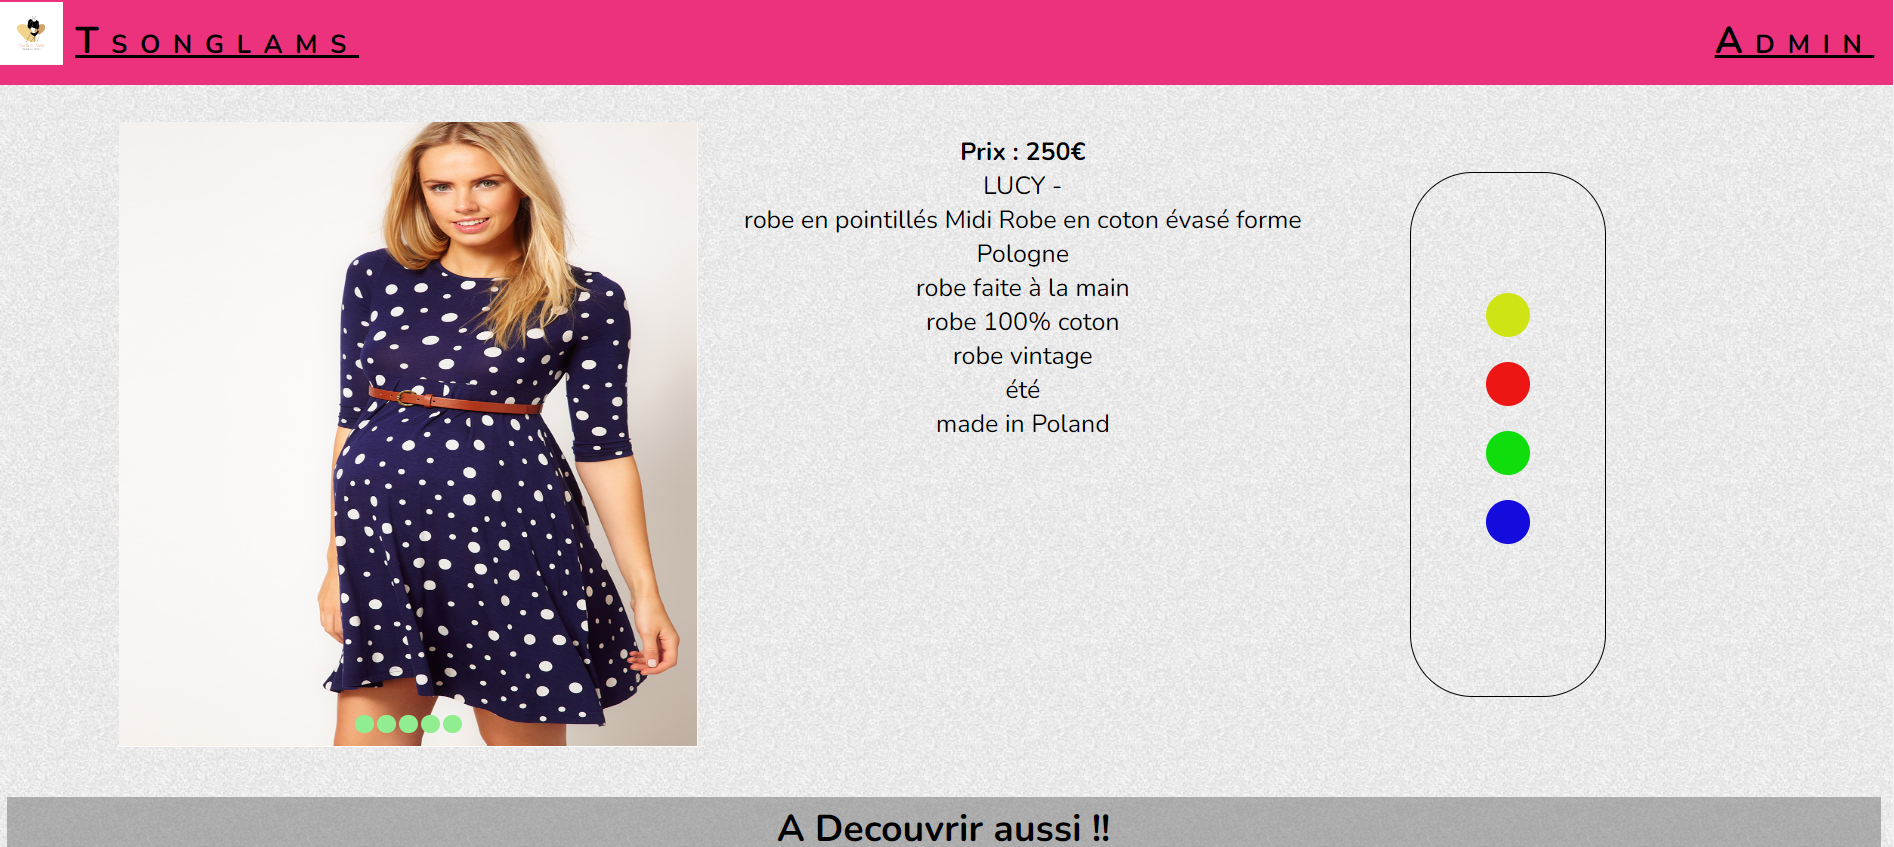 Tsonglams
Admin
Prix : 250€
LUCY -
robe en pointillés Midi Robe en coton évasé forme
Pologne
robe faite à la main
robe 100% coton
robe vintage
été
made in Poland
A Decouvrir aussi !!